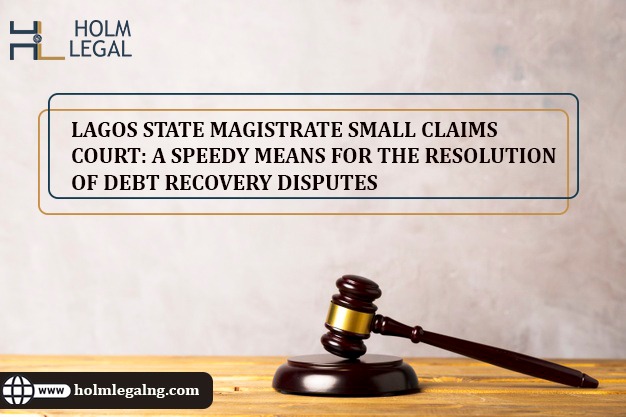 HOLM
LEGAL
LAGOS STATE MAGISTRATE SMALL CLAIMS
COURT: A SPEEDY MEANS FOR THE RESOLUTION
OF DEBT RECOVERY DISPUTES
www holmlegalng.com